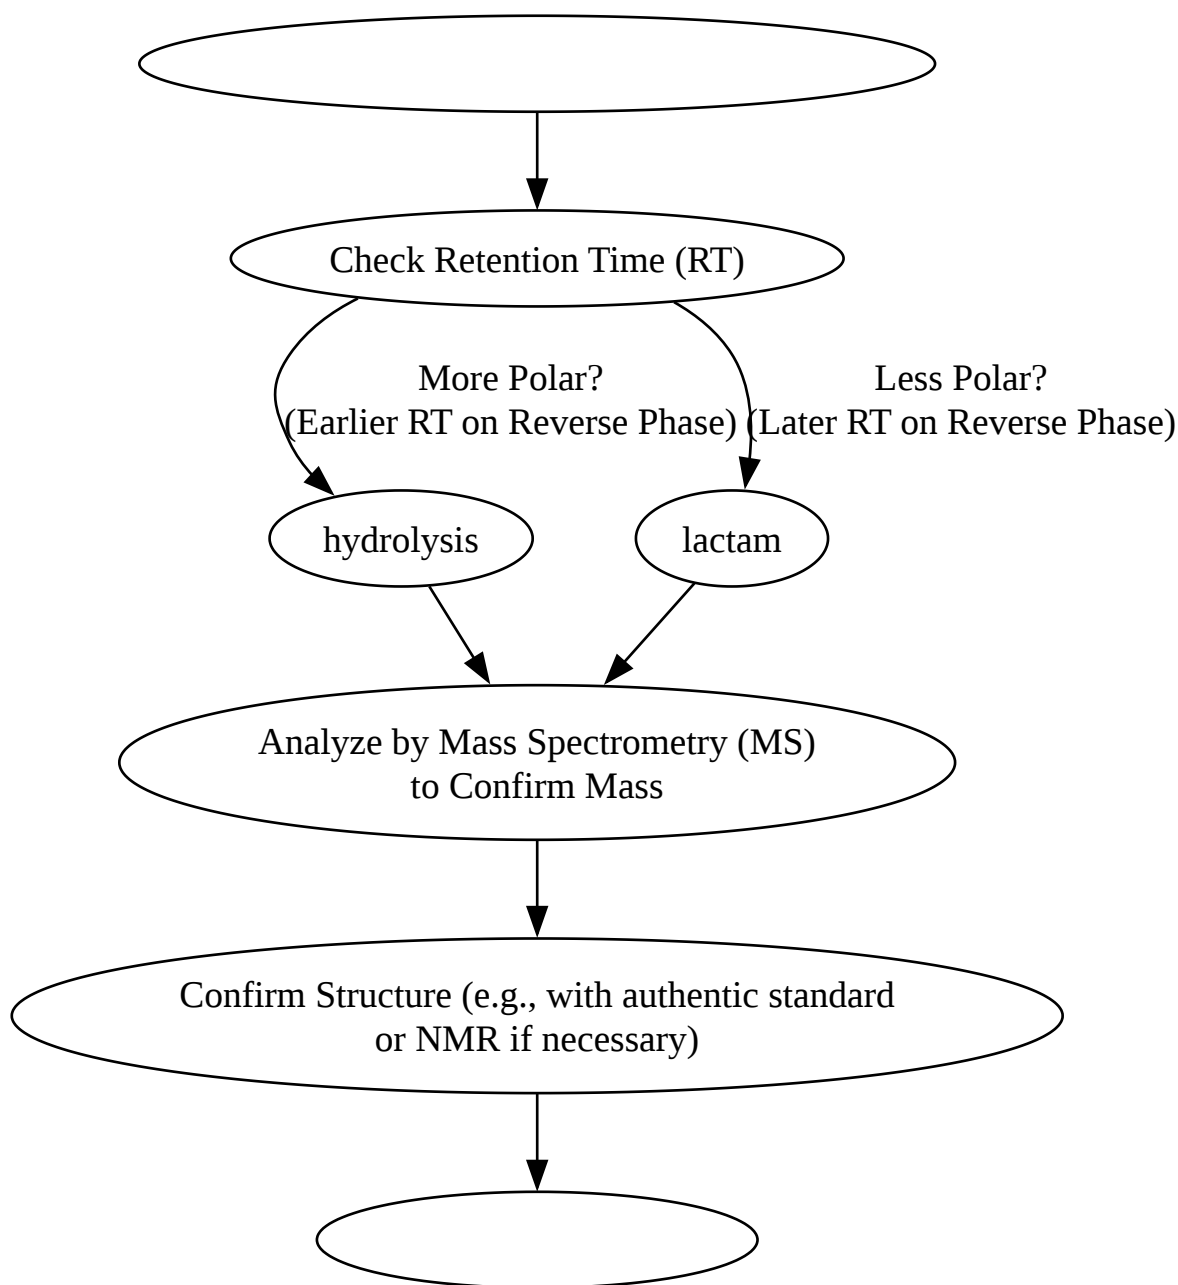 Check Retention Time (RT)
More Polar?
(Earlier RT on Reverse Phase)
Less Polar?
(Later RT on Reverse Phase)
hydrolysis
lactam
Analyze by Mass Spectrometry (MS)
to Confirm Mass
Confirm Structure (e.g., with authentic standard
or NMR if necessary)